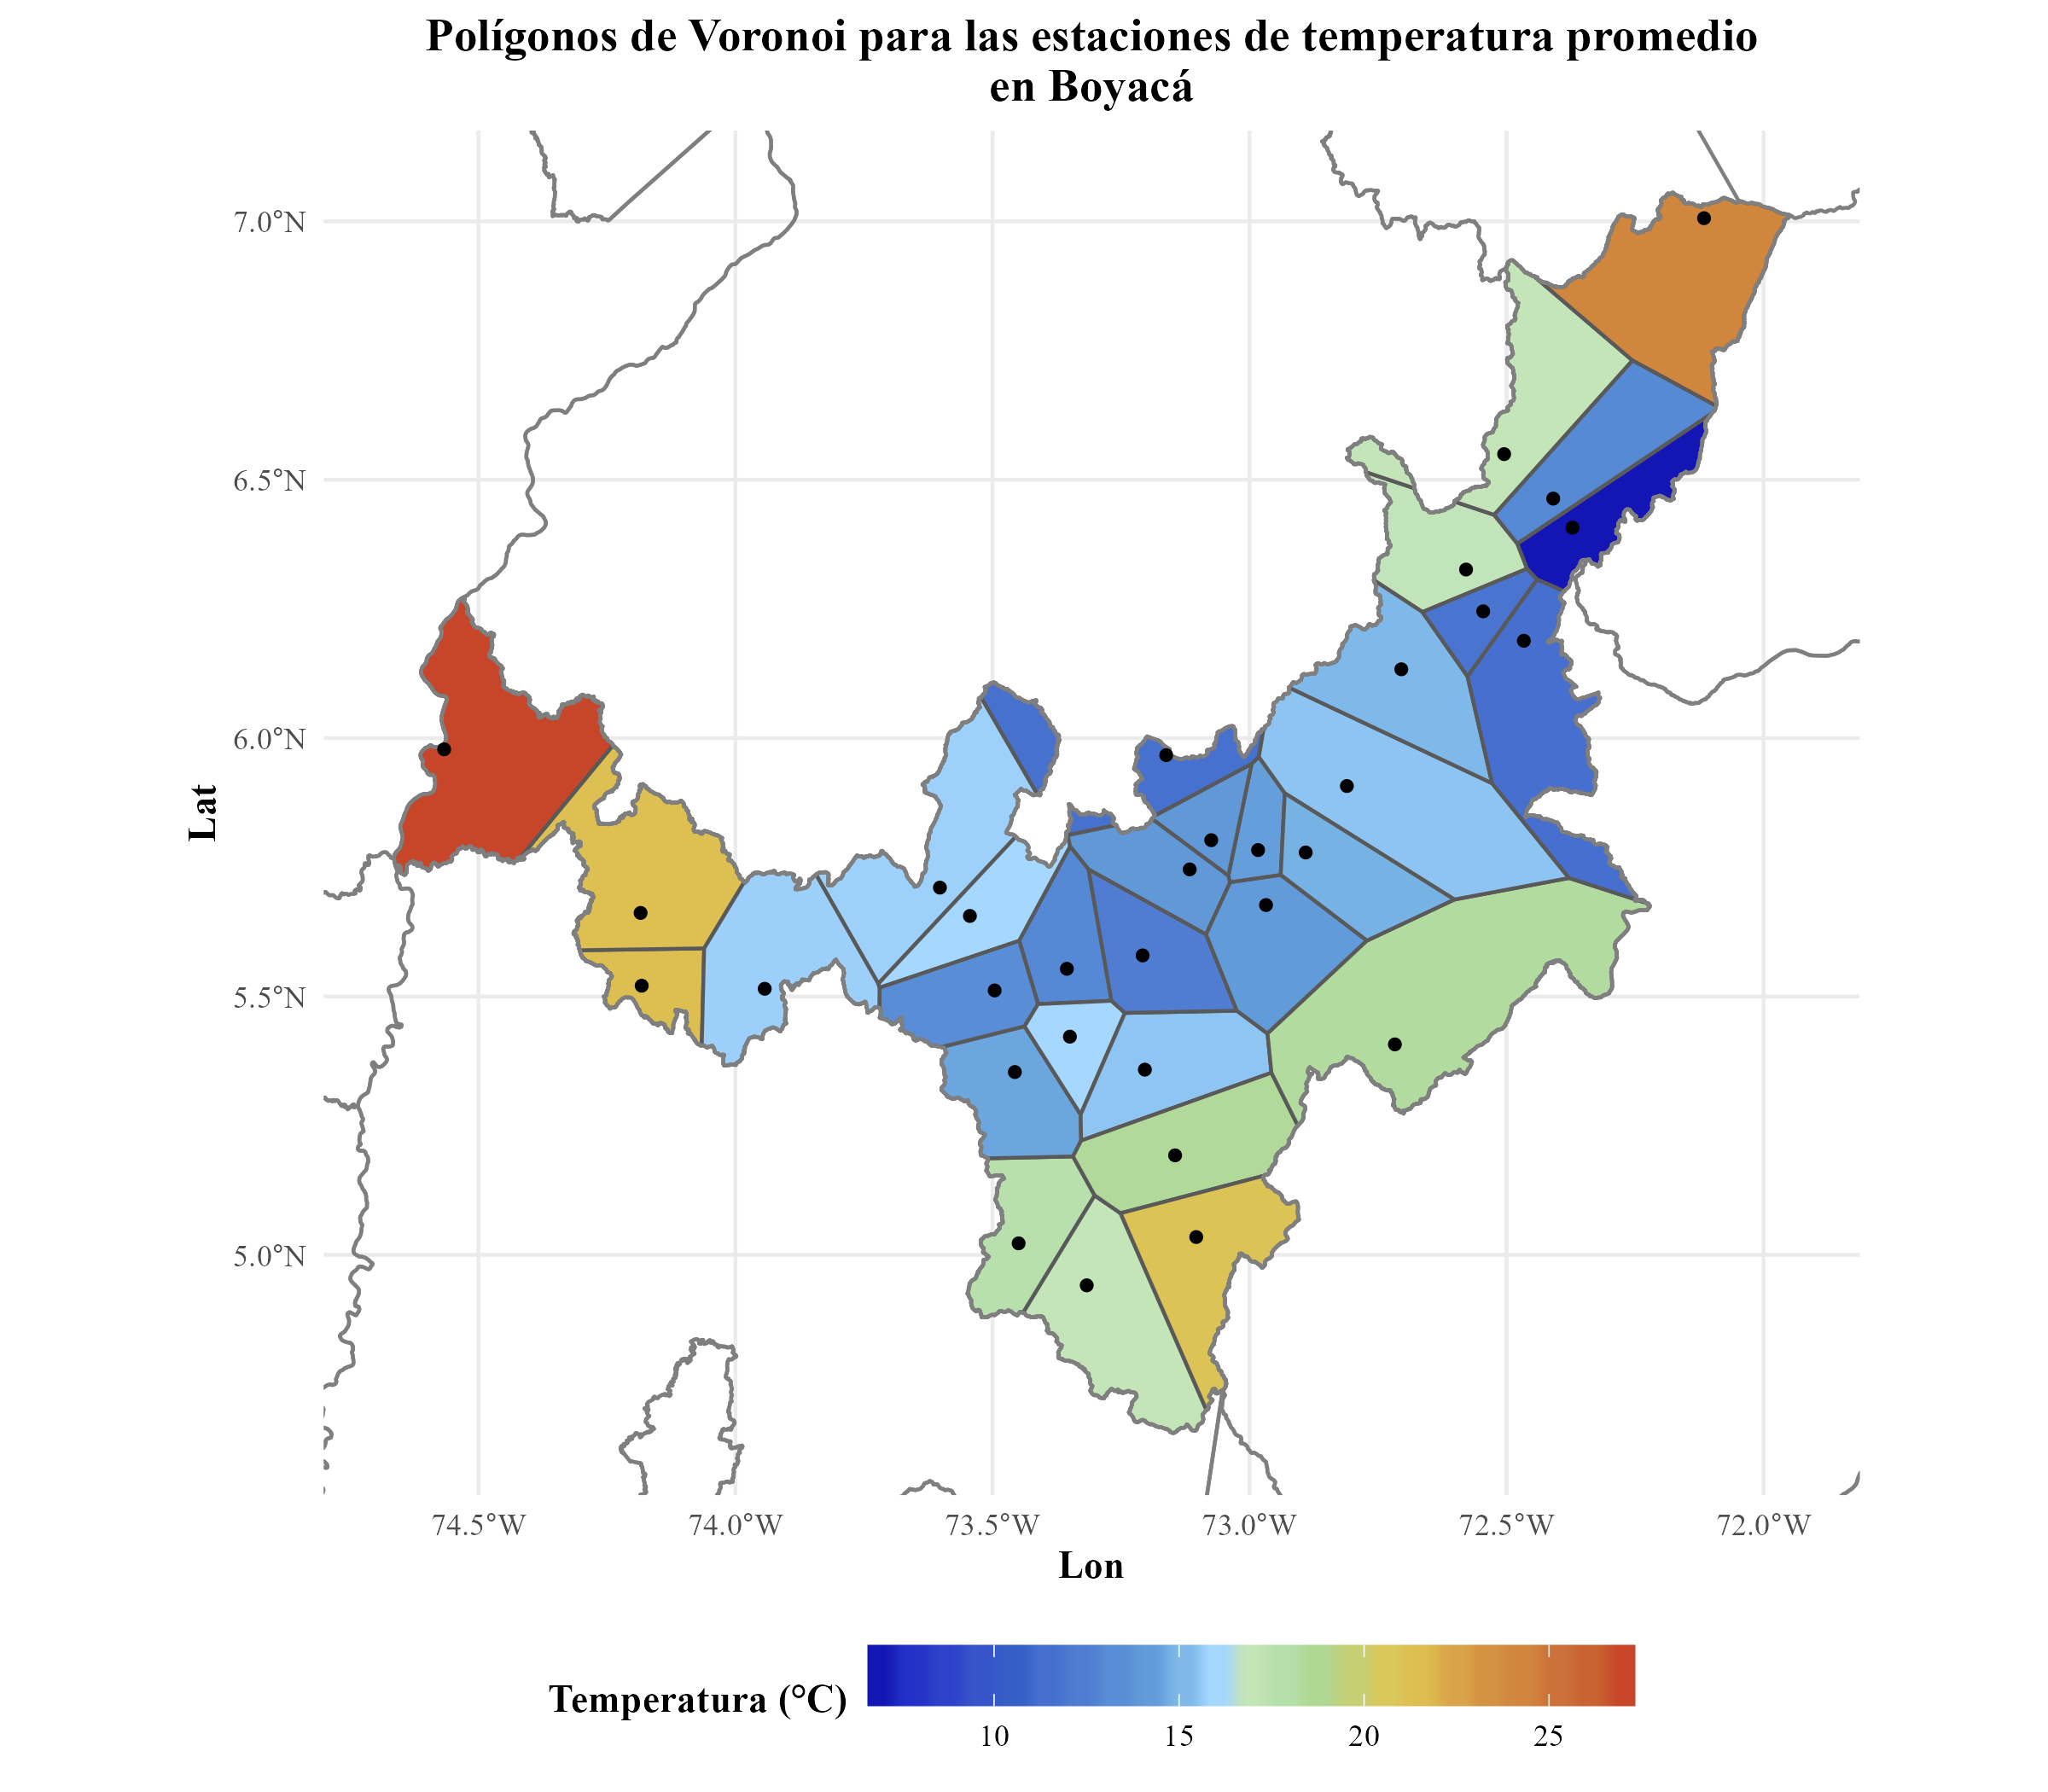 Polígonos de Voronoi para las estaciones de temperatura promedio
en Boyacá
7.0°N
6.5°N
6.0°N
5.5°N
5.0°N
Lat
74.5°W 74.0°W 73.5°W 73.0°W 72.5°W 72.0°W
Lon
Temperatura (°C)
10 15 20 25